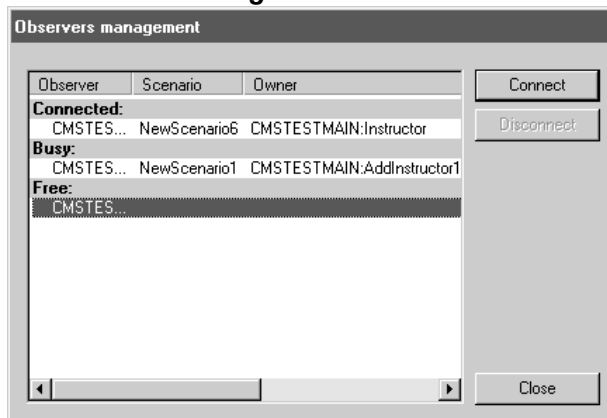 Observers management
Observer Scenario Owner
Connected:
CMSTES... NewScenario6 CMSTESTMAIN:Instructor
Busy:
CMSTES... NewScenario1 CMSTESTMAIN:AddInstructor1
Free:
CMSTES...
Connect
Disconnect
Close